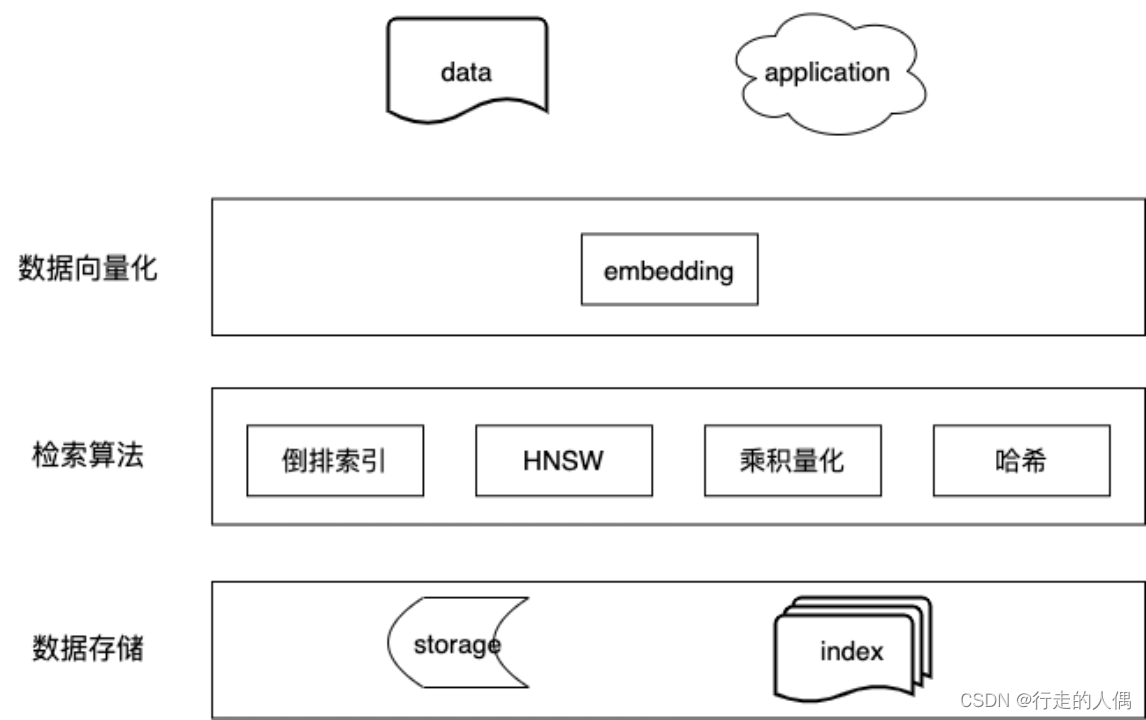 data
application
数据向量化
embedding
检索算法
倒排索引
HNSW
乘积量化
哈希
数据存储
storage
index
CSDN @行走的人偶